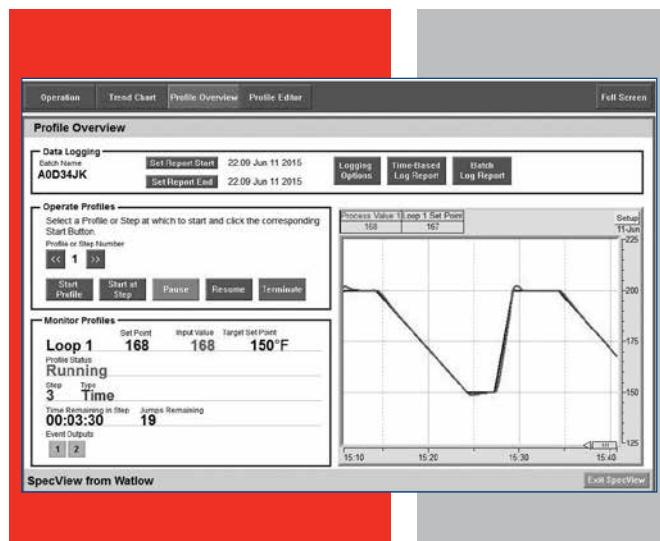 Operation Trend Chart Profile Overview Profile Editor Full Screen
Profile Overview
Data Logging
Batch Name
A0D34JK
Set Report Start 22:09 Jun 11 2015
Set Report End 22:09 Jun 11 2015
Logging Options
Time-Based Log Report
Batch Log Report
Operate Profiles
Select a Profile or Step at which to start and click the corresponding
Start Button.
Profile or Step Number
<< 1 >>
Start Profile
Start at Step
Pause
Resume
Terminate
Monitor Profiles
Set Point Input Value Target Set Point
Loop 1 168 168 150°F
Profile Status
Running
Step Type
3 Time
Time Remaining in Step Jumps Remaining
00:03:30 19
Event Outputs
1 2
Process Value 1 Loop 1 Set Point
168 167
Setup
11-Jun
225
200
175
150
125
15:10 15:20 15:30 15:40
SpecView from Watlow
Exit SpecView